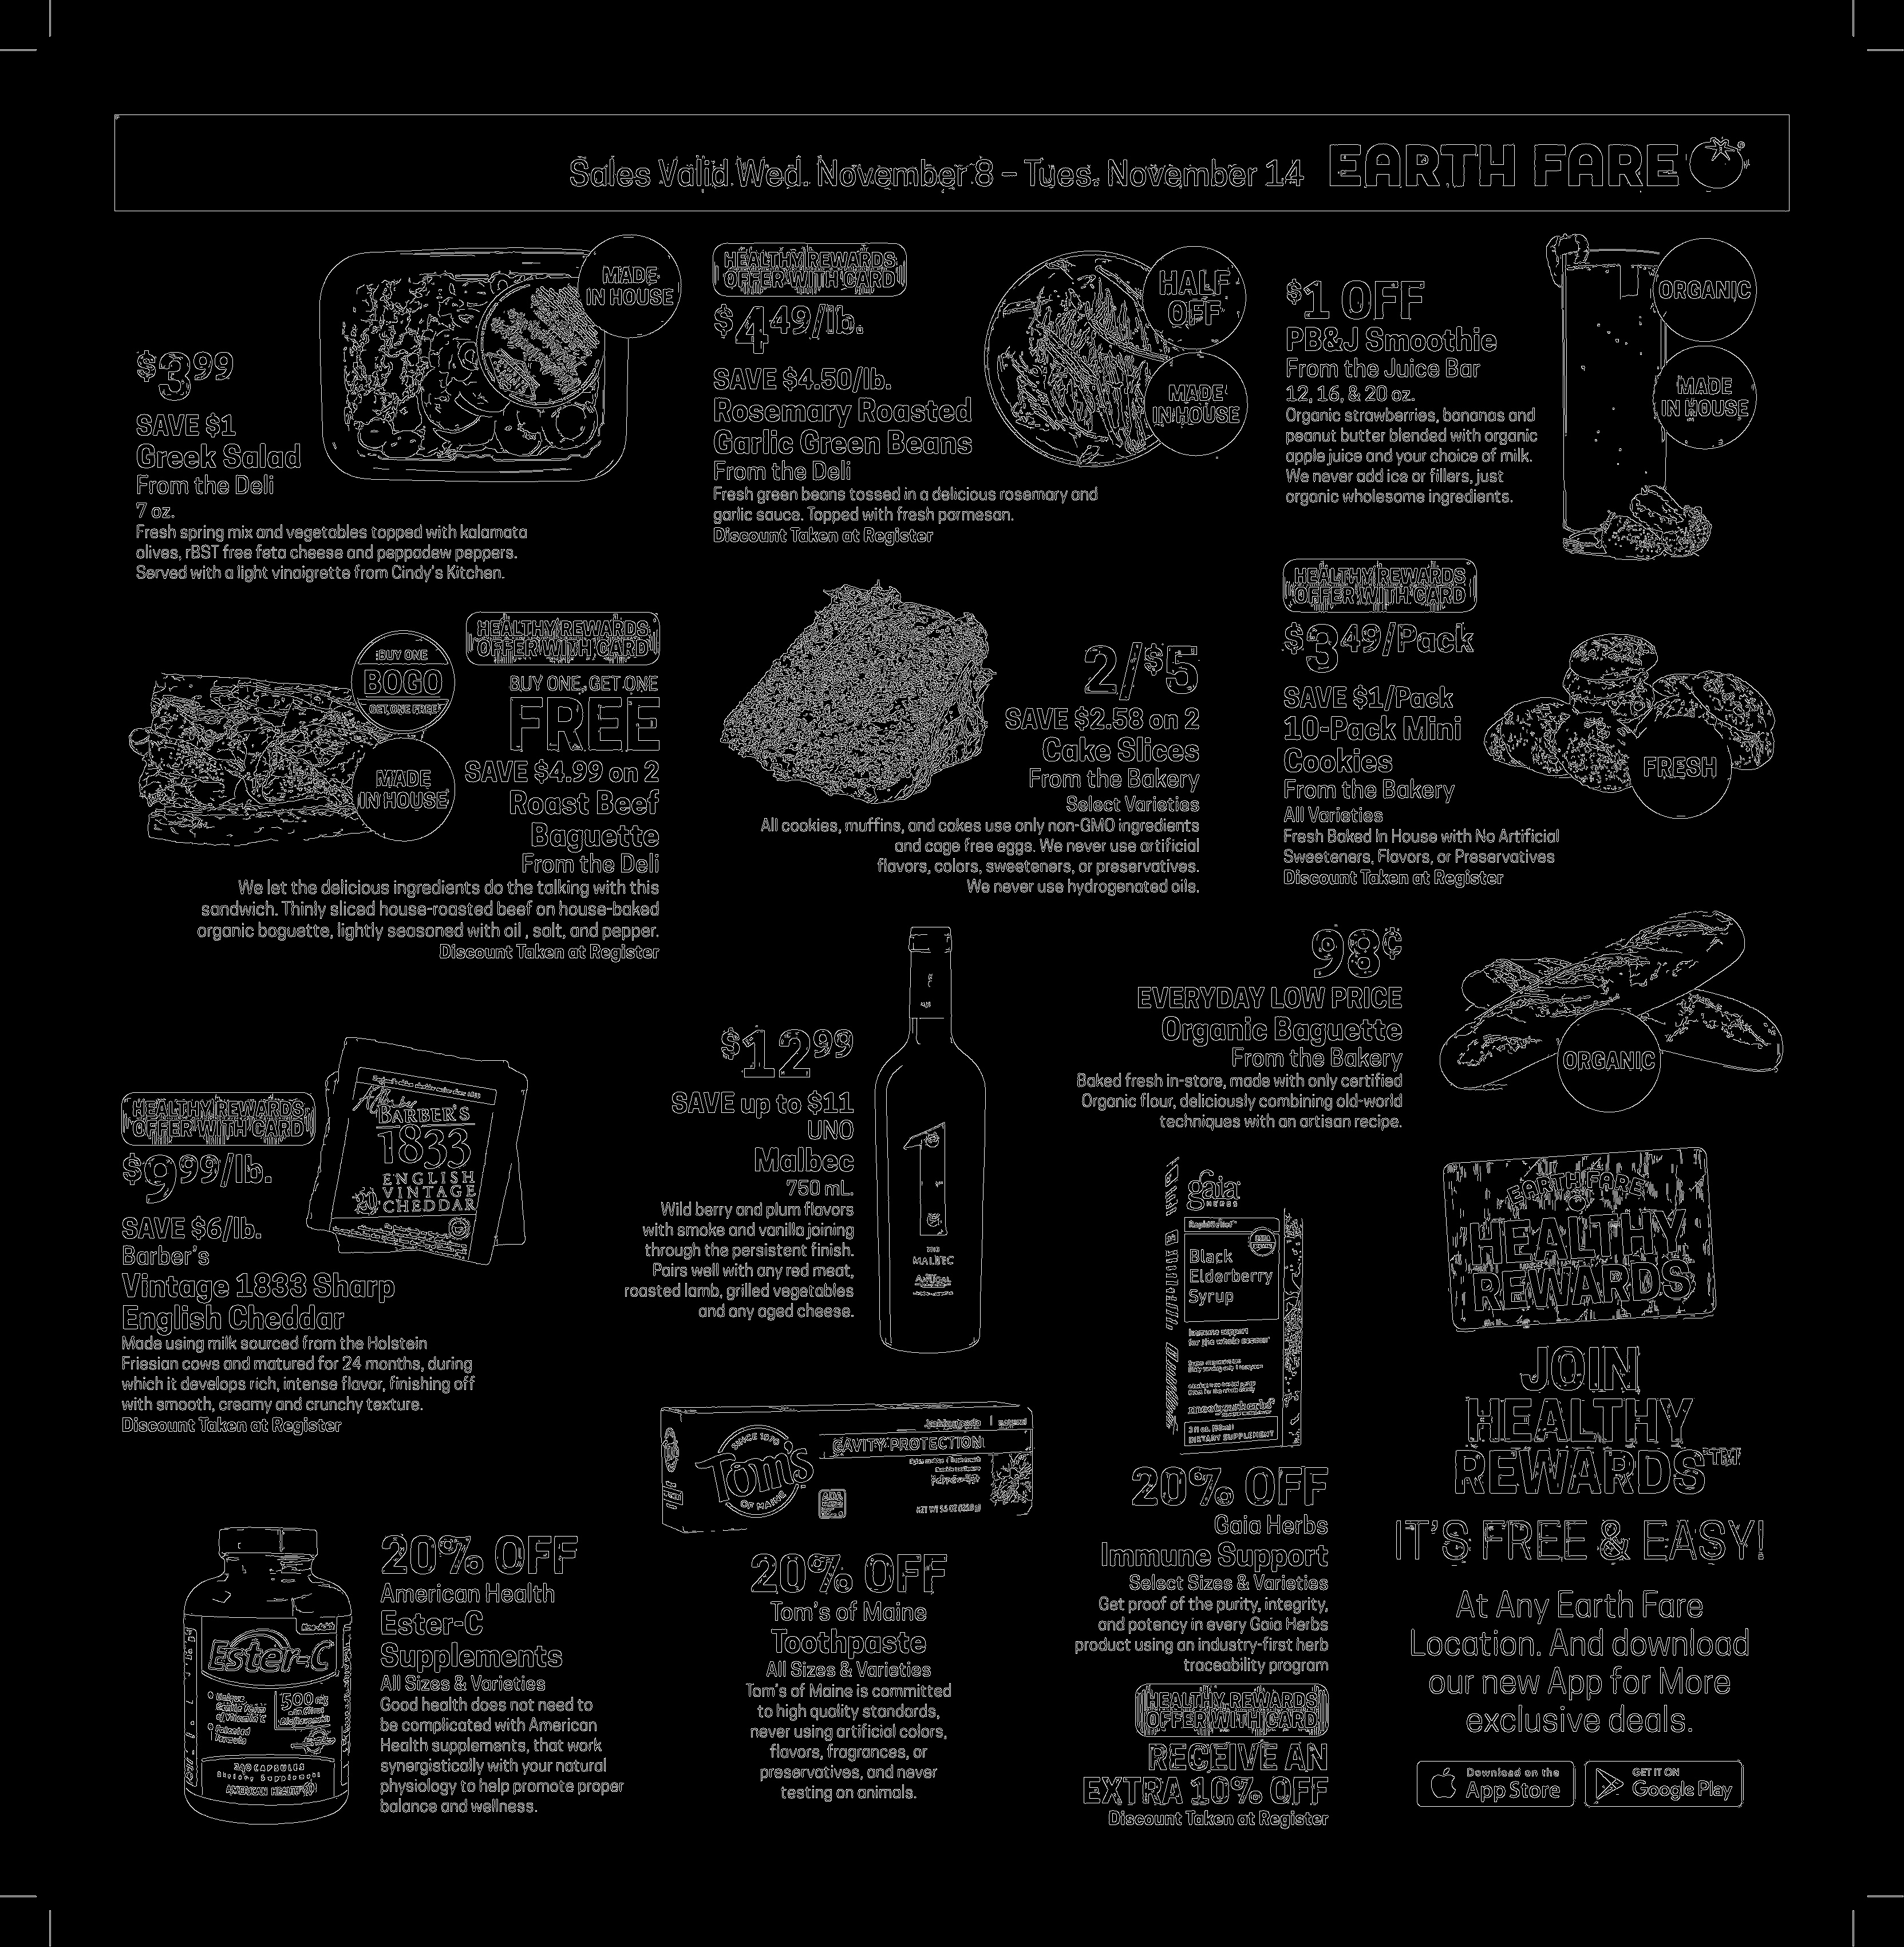 Sales Valid Wed. November 8 – Tues. November 14
EARTH FARE
MADE
IN HOUSE
$3 99
SAVE $1
Greek Salad
From the Deli
7 oz.
Fresh spring mix and vegetables topped with kalamata
olives, rBST free feta cheese and peppadew peppers.
Served with a light vinaigrette from Cindy's Kitchen.
HEALTHY REWARDS
OFFER WITH CARD
$4 49/lb.
SAVE $4.50/lb.
Rosemary Roasted
Garlic Green Beans
From the Deli
Fresh green beans tossed in a delicious rosemary and
garlic sauce. Topped with fresh parmesan.
Discount Taken at Register
HALF
OFF
MADE
IN HOUSE
$1 OFF
PB&J Smoothie
From the Juice Bar
12, 16, & 20 oz.
Organic strawberries, bananas and
peanut butter blended with organic
apple juice and your choice of milk.
We never add ice or fillers, just
organic wholesome ingredients.
ORGANIC
MADE
IN HOUSE
BUY ONE
BOGO
GET ONE FREE
MADE
IN HOUSE
HEALTHY REWARDS
OFFER WITH CARD
BUY ONE, GET ONE
FREE
SAVE $4.99 on 2
Roast Beef
Baguette
From the Deli
We let the delicious ingredients do the talking with this
sandwich. Thinly sliced house-roasted beef on house-baked
organic baguette, lightly seasoned with oil , salt, and pepper.
Discount Taken at Register
2/$5
SAVE $2.58 on 2
Cake Slices
From the Bakery
Select Varieties
All cookies, muffins, and cakes use only non-GMO ingredients
and cage free eggs. We never use artificial
flavors, colors, sweeteners, or preservatives.
We never use hydrogenated oils.
HEALTHY REWARDS
OFFER WITH CARD
$3 49/Pack
SAVE $1/Pack
10-Pack Mini
Cookies
From the Bakery
All Varieties
Fresh Baked In House with No Artificial
Sweeteners, Flavors, or Preservatives
Discount Taken at Register
FRESH
98¢
EVERYDAY LOW PRICE
Organic Baguette
From the Bakery
Baked fresh in-store, made with only certified
Organic flour, deliciously combining old-world
techniques with an artisan recipe.
ORGANIC
HEALTHY REWARDS
OFFER WITH CARD
$9 99/lb.
SAVE $6/lb.
Barber's
Vintage 1833 Sharp
English Cheddar
Made using milk sourced from the Holstein
Friesian cows and matured for 24 months, during
which it develops rich, intense flavor, finishing off
with smooth, creamy and crunchy texture.
Discount Taken at Register
BARBER'S
1833
ENGLISH
VINTAGE
CHEDDAR
$12 99
SAVE up to $11
UNO
Malbec
750 mL.
Wild berry and plum flavors
with smoke and vanilla joining
through the persistent finish.
Pairs well with any red meat,
roasted lamb, grilled vegetables
and any aged cheese.
1
MALBEC
gaia
HERBS
Black
Elderberry
Syrup
Immune support
DIETARY SUPPLEMENT
EARTH FARE
HEALTHY
REWARDS
JOIN
HEALTHY
REWARDS™
IT'S FREE & EASY!
At Any Earth Fare
Location. And download
our new App for More
exclusive deals.
Download on the
App Store
GET IT ON
Google Play
Ester-C
500 mg
240 CAPSULES
AMERICAN HEALTH
20% OFF
American Health
Ester-C
Supplements
All Sizes & Varieties
Good health does not need to
be complicated with American
Health supplements, that work
synergistically with your natural
physiology to help promote proper
balance and wellness.
SINCE 1970
Tom's
OF MAINE
CAVITY PROTECTION
20% OFF
Tom's of Maine
Toothpaste
All Sizes & Varieties
Tom's of Maine is committed
to high quality standards,
never using artificial colors,
flavors, fragrances, or
preservatives, and never
testing on animals.
20% OFF
Gaia Herbs
Immune Support
Select Sizes & Varieties
Get proof of the purity, integrity,
and potency in every Gaia Herbs
product using an industry-first herb
traceability program
HEALTHY REWARDS
OFFER WITH CARD
RECEIVE AN
EXTRA 10% OFF
Discount Taken at Register